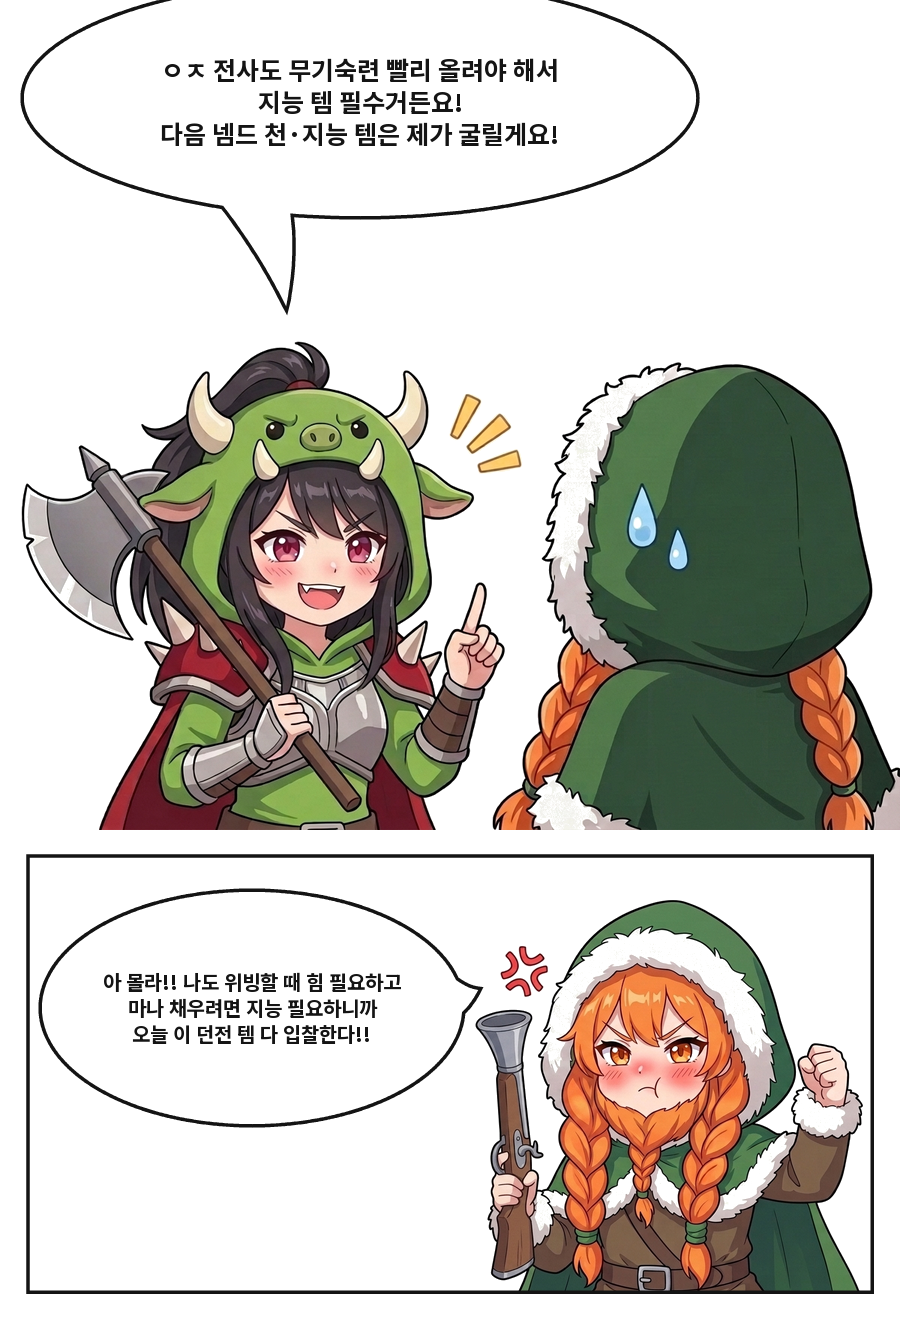 ㅇㅈ 전사도 무기숙련 빨리 올려야 해서
지능 템 필수거든요!
다음 넴드 천·지능 템은 제가 굴릴게요!
아 몰라!! 나도 위빙할 때 힘 필요하고
마나 채우려면 지능 필요하니까
오늘 이 던전 템 다 입찰한다!!